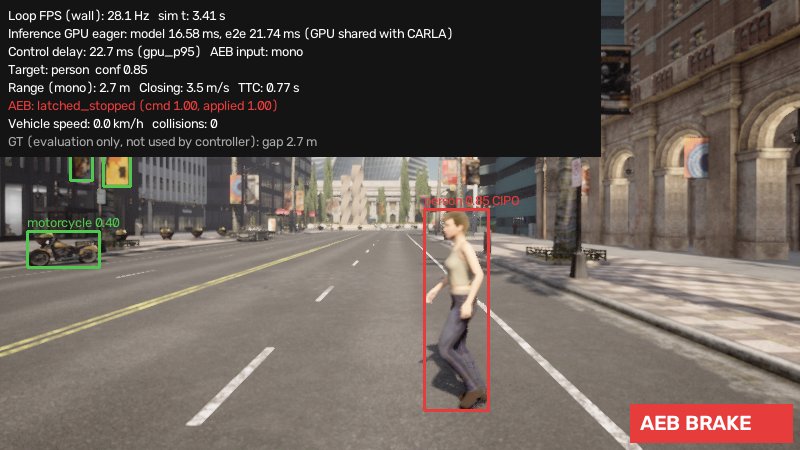 Loop FPS (wall): 28.1 Hz   sim t: 3.41 s
Inference GPU eager: model 16.58 ms, e2e 21.74 ms (GPU shared with CARLA)
Control delay: 22.7 ms (gpu_p95)   AEB input: mono
Target: person  conf 0.85
Range (mono): 2.7 m   Closing: 3.5 m/s   TTC: 0.77 s
AEB: latched_stopped (cmd 1.00, applied 1.00)
Vehicle speed: 0.0 km/h   collisions: 0
GT (evaluation only, not used by controller): gap 2.7 m
person 0.85 CIPO
motorcycle 0.40
AEB BRAKE